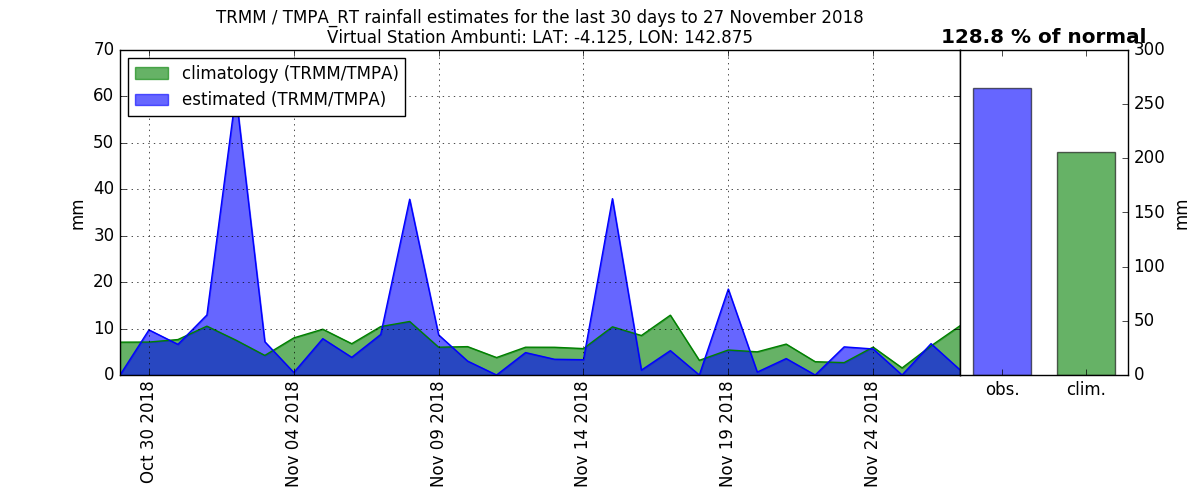 TRMM / TMPA_RT rainfall estimates for the last 30 days to 27 November 2018
Virtual Station Ambunti: LAT: -4.125, LON: 142.875
128.8 % of normal
climatology (TRMM/TMPA)
estimated (TRMM/TMPA)
mm
70
60
50
40
30
20
10
0
Oct 30 2018
Nov 04 2018
Nov 09 2018
Nov 14 2018
Nov 19 2018
Nov 24 2018
obs.
clim.
300
250
200
150
100
50
0
mm